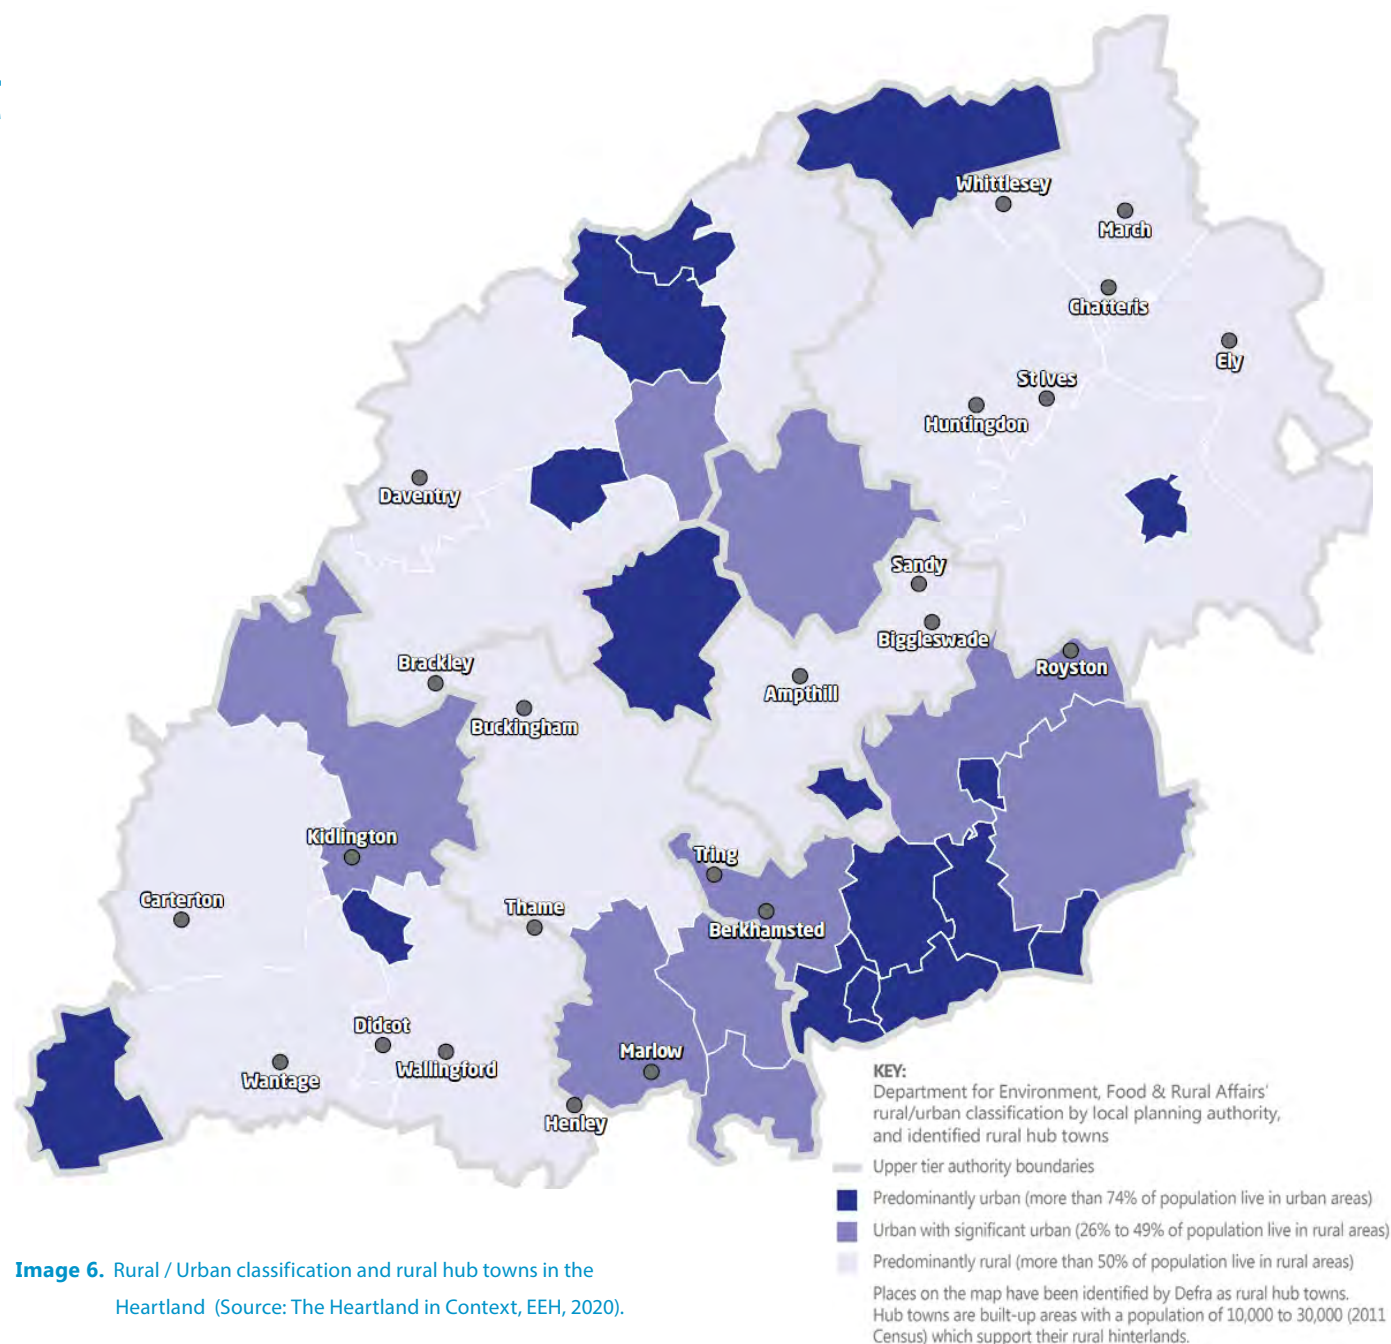 Whittlesey
March
Chatteris
Ely
St Ives
Huntingdon
Daventry
Sandy
Biggleswade
Royston
Brackley
Ampthill
Buckingham
Kidlington
Tring
Carterton
Thame
Berkhamsted
Didcot
Wallingford
Wantage
Marlow
Henley
KEY:
Department for Environment, Food & Rural Affairs'
rural/urban classification by local planning authority,
and identified rural hub towns
Upper tier authority boundaries
Predominantly urban (more than 74% of population live in urban areas)
Urban with significant urban (26% to 49% of population live in rural areas)
Predominantly rural (more than 50% of population live in rural areas)
Places on the map have been identified by Defra as rural hub towns.
Hub towns are built-up areas with a population of 10,000 to 30,000 (2011
Census) which support their rural hinterlands.
Image 6. Rural / Urban classification and rural hub towns in the
Heartland (Source: The Heartland in Context, EEH, 2020).